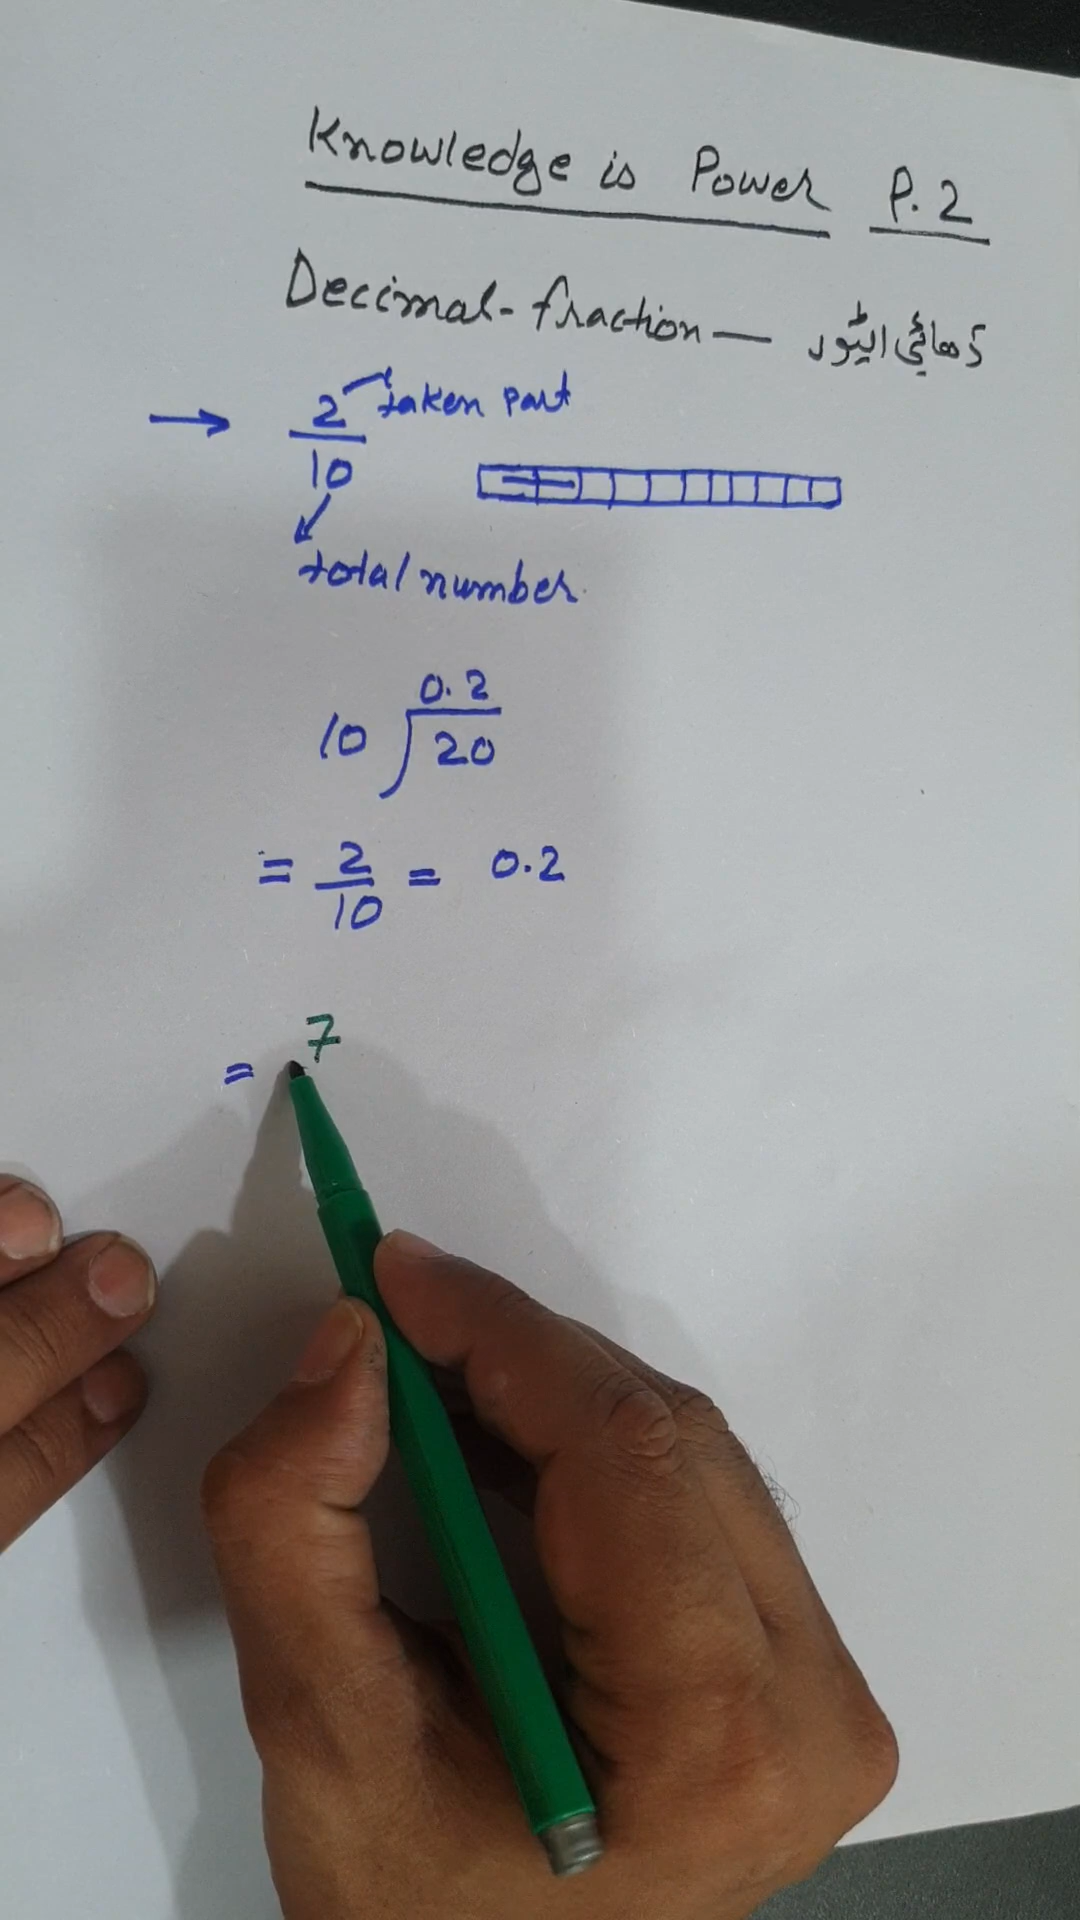 Knowledge is Power P. 2
Decimal-fraction — ڈھائی ایٹور
→ 2 taken part
10
total number.
0.2
10 20
= 2/10 = 0.2
= 7